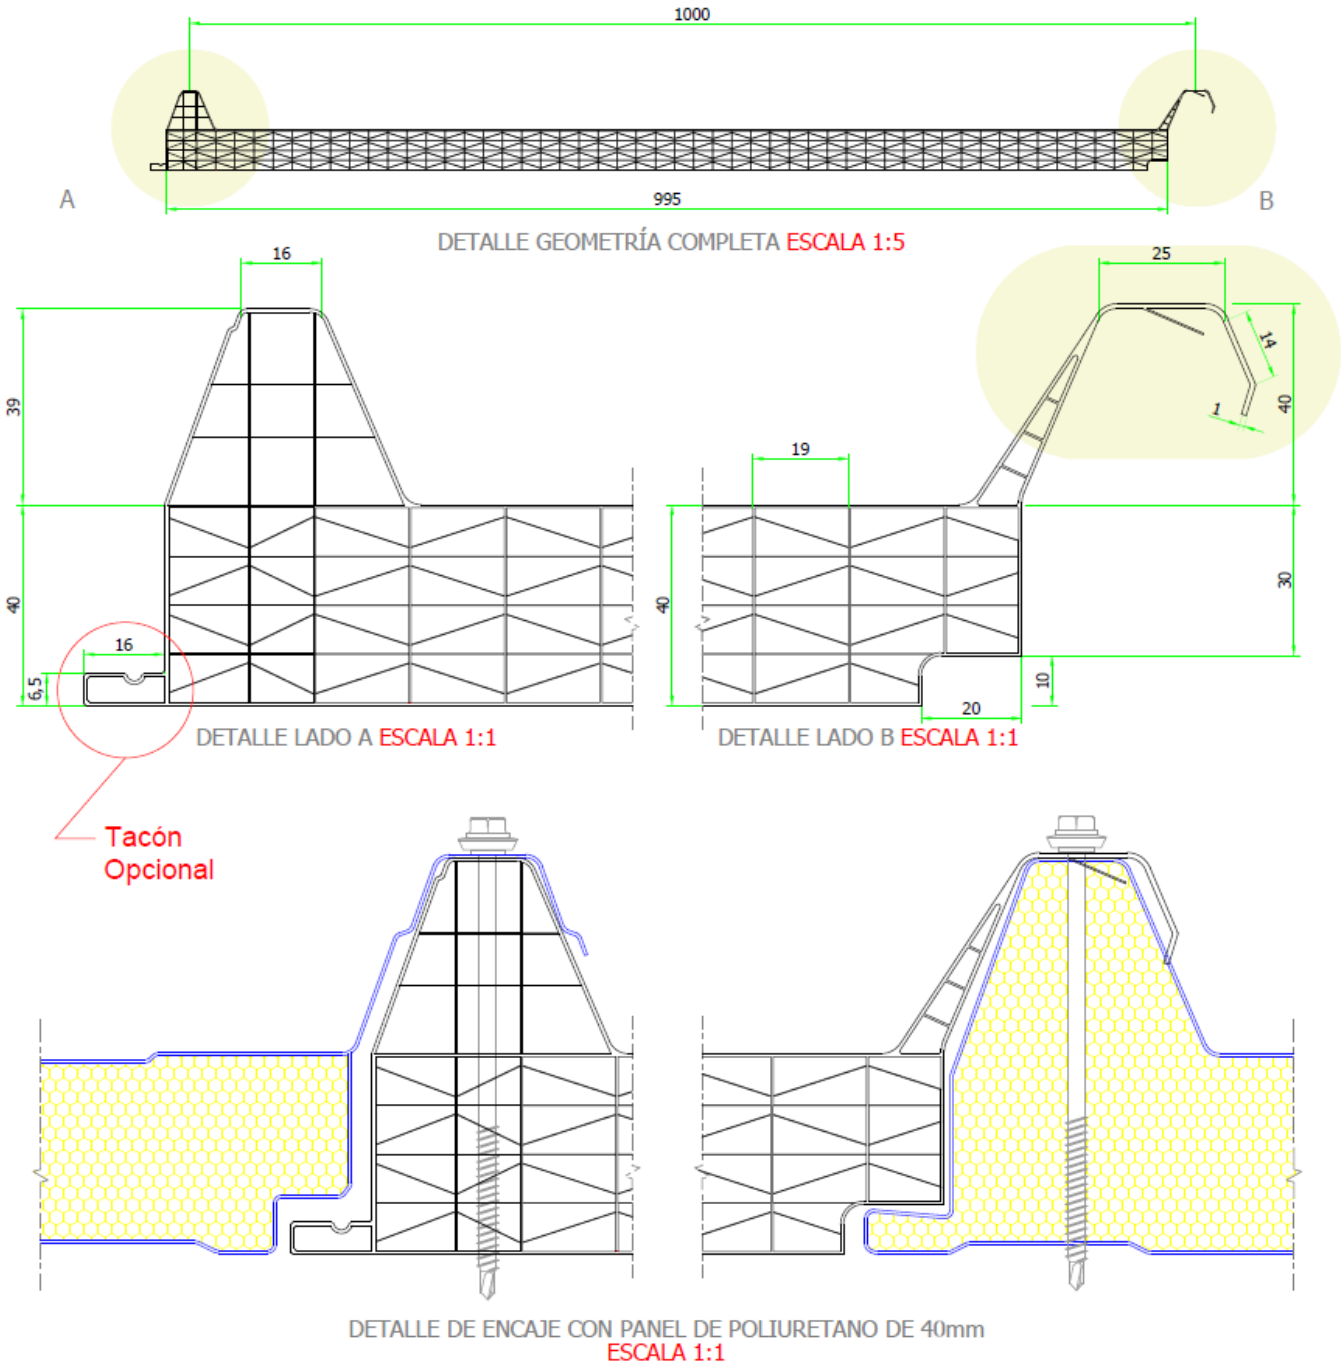 1000
A
995
B
DETALLE GEOMETRÍA COMPLETA ESCALA 1:5
16
25
39
14
1
40
19
40
16
6,5
40
30
10
20
DETALLE LADO A ESCALA 1:1
DETALLE LADO B ESCALA 1:1
Tacón
Opcional
DETALLE DE ENCAJE CON PANEL DE POLIURETANO DE 40mm
ESCALA 1:1